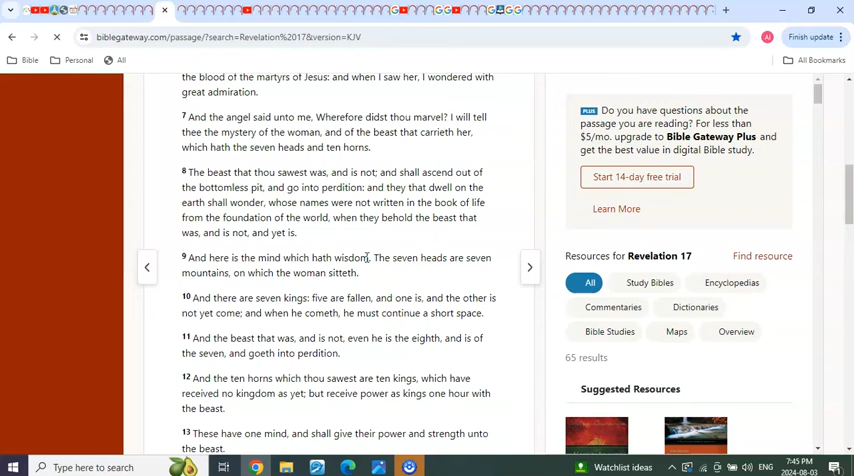 biblegateway.com/passage/?search=Revelation%2017&version=KJV
AI
Finish update
Bible
Personal
All
All Bookmarks
the blood of the martyrs of Jesus: and when I saw her, I wondered with
great admiration.
7 And the angel said unto me, Wherefore didst thou marvel? I will tell
thee the mystery of the woman, and of the beast that carrieth her,
which hath the seven heads and ten horns.
8 The beast that thou sawest was, and is not; and shall ascend out of
the bottomless pit, and go into perdition: and they that dwell on the
earth shall wonder, whose names were not written in the book of life
from the foundation of the world, when they behold the beast that
was, and is not, and yet is.
9 And here is the mind which hath wisdom. The seven heads are seven
mountains, on which the woman sitteth.
10 And there are seven kings: five are fallen, and one is, and the other is
not yet come; and when he cometh, he must continue a short space.
11 And the beast that was, and is not, even he is the eighth, and is of
the seven, and goeth into perdition.
12 And the ten horns which thou sawest are ten kings, which have
received no kingdom as yet; but receive power as kings one hour with
the beast.
13 These have one mind, and shall give their power and strength unto
the beast.
PLUS Do you have questions about the
passage you are reading? For less than
$5/mo. upgrade to Bible Gateway Plus and
get the best value in digital Bible study.
Start 14-day free trial
Learn More
Resources for Revelation 17
Find resource
All
Study Bibles
Encyclopedias
Commentaries
Dictionaries
Bible Studies
Maps
Overview
65 results
Suggested Resources
Type here to search
Watchlist ideas
ENG
7:45 PM
2024-08-03